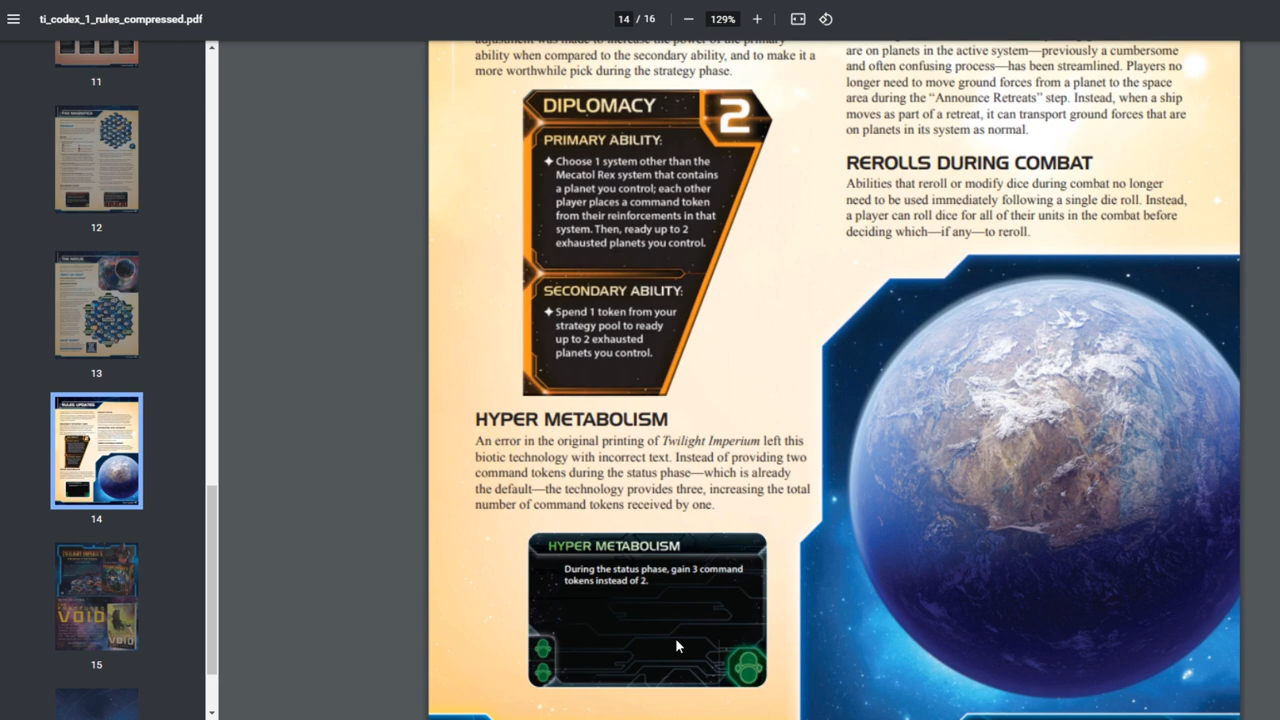 ti_codex_1_rules_compressed.pdf
14 / 16
129%
11
12
13
14
15
adjustment was made to increase the power of the primary
ability when compared to the secondary ability, and to make it a
more worthwhile pick during the strategy phase.
DIPLOMACY
2
PRIMARY ABILITY:
Choose 1 system other than the
Mecatol Rex system that contains
a planet you control; each other
player places a command token
from their reinforcements in that
system. Then, ready up to 2
exhausted planets you control.
SECONDARY ABILITY:
Spend 1 token from your
strategy pool to ready
up to 2 exhausted
planets you control.
HYPER METABOLISM
An error in the original printing of Twilight Imperium left this
biotic technology with incorrect text. Instead of providing two
command tokens during the status phase—which is already
the default—the technology provides three, increasing the total
number of command tokens received by one.
HYPER METABOLISM
During the status phase, gain 3 command
tokens instead of 2.
are on planets in the active system—previously a cumbersome
and often confusing process—has been streamlined. Players no
longer need to move ground forces from a planet to the space
area during the “Announce Retreats” step. Instead, when a ship
moves as part of a retreat, it can transport ground forces that are
on planets in its system as normal.
REROLLS DURING COMBAT
Abilities that reroll or modify dice during combat no longer
need to be used immediately following a single die roll. Instead,
a player can roll dice for all of their units in the combat before
deciding which—if any—to reroll.